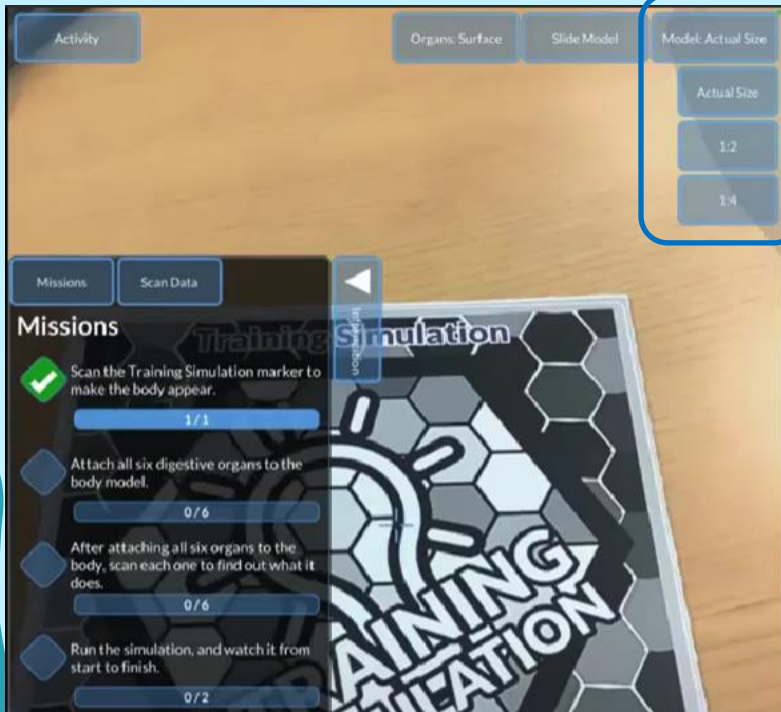 Activity
Organs: Surface
Slide Model
Model: Actual Size
Actual Size
1:2
1:4
Missions
Scan Data
Information
Missions
Training Simulation
Scan the Training Simulation marker to
make the body appear.
1/1
Attach all six digestive organs to the
body model.
0/6
After attaching all six organs to the
body, scan each one to find out what it
does.
0/6
Run the simulation, and watch it from
start to finish.
0/2
TRAINING
SIMULATION